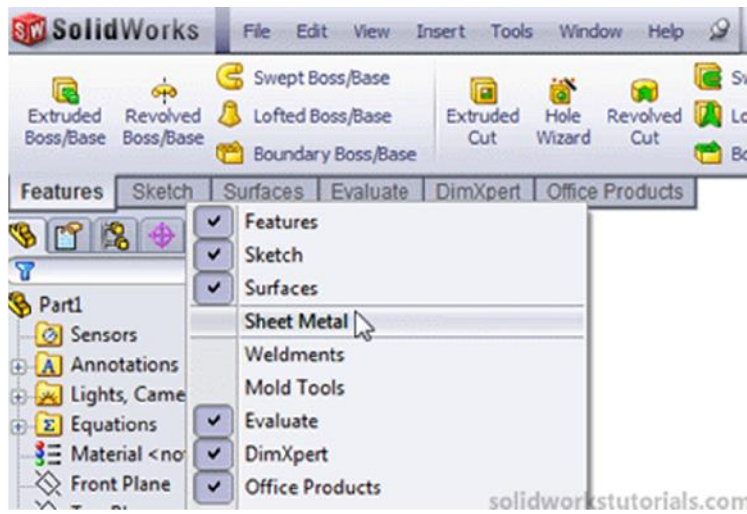 SW SolidWorks File Edit View Insert Tools Window Help
Extruded Boss/Base
Revolved Boss/Base
Swept Boss/Base
Lofted Boss/Base
Boundary Boss/Base
Extruded Cut
Hole Wizard
Revolved Cut
Features Sketch Surfaces Evaluate DimXpert Office Products
Features
Sketch
Surfaces
Sheet Metal
Weldments
Mold Tools
Evaluate
DimXpert
Office Products
Part1
Sensors
A Annotations
Lights, Came
Σ Equations
Material <no
Front Plane
solidworkstutorials.com